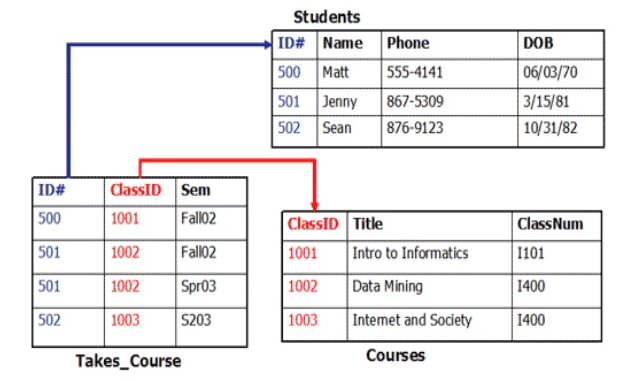 Students
ID# Name Phone DOB
500 Matt 555-4141 06/03/70
501 Jenny 867-5309 3/15/81
502 Sean 876-9123 10/31/82
ID# ClassID Sem
500 1001 Fall02
501 1002 Fall02
501 1002 Spr03
502 1003 S203
Takes_Course
ClassID Title ClassNum
1001 Intro to Informatics I101
1002 Data Mining I400
1003 Internet and Society I400
Courses